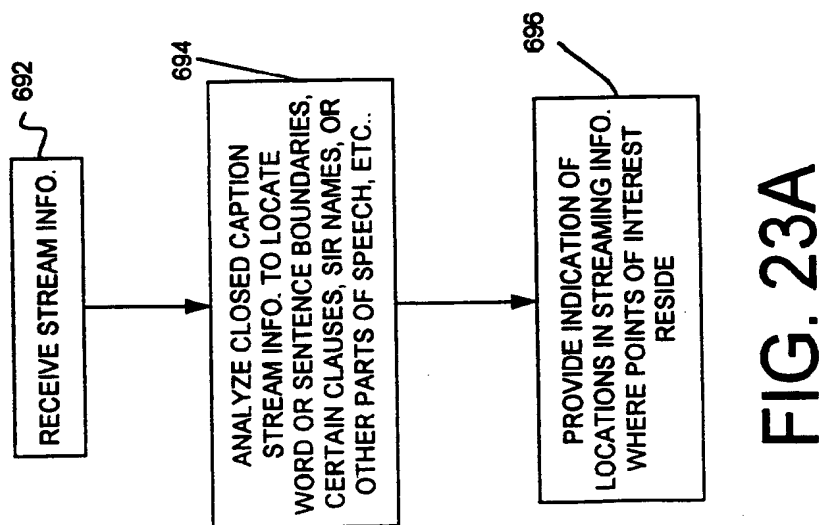 692
RECEIVE STREAM INFO.
694
ANALYZE CLOSED CAPTION
STREAM INFO. TO LOCATE
WORD OR SENTENCE BOUNDARIES,
CERTAIN CLAUSES, SIR NAMES, OR
OTHER PARTS OF SPEECH, ETC..
696
PROVIDE INDICATION OF
LOCATIONS IN STREAMING INFO.
WHERE POINTS OF INTEREST
RESIDE
FIG. 23A